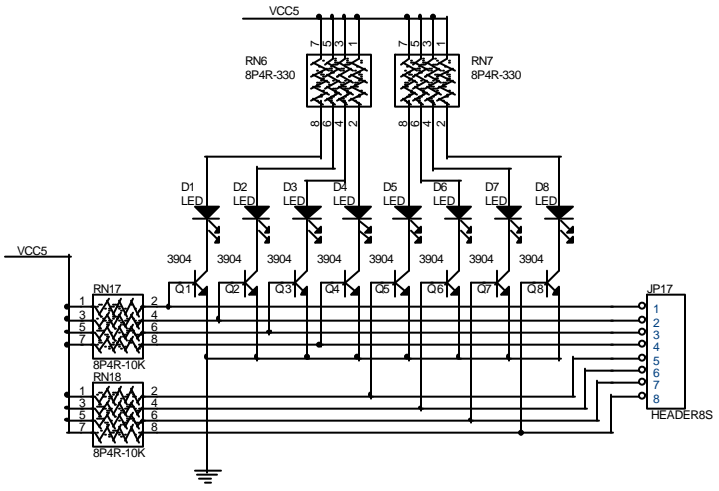 VCC5
7 5 3 1
7 5 3 1
RN6
8P4R-330
RN7
8P4R-330
8 6 4 2
8 6 4 2
D1
LED
D2
LED
D3
LED
D4
LED
D5
LED
D6
LED
D7
LED
D8
LED
VCC5
3904
Q1
3904
Q2
3904
Q3
3904
Q4
3904
Q5
3904
Q6
3904
Q7
3904
Q8
RN17
1 2
3 4
5 6
7 8
8P4R-10K
RN18
1 2
3 4
5 6
7 8
8P4R-10K
JP17
1
2
3
4
5
6
7
8
HEADER8S